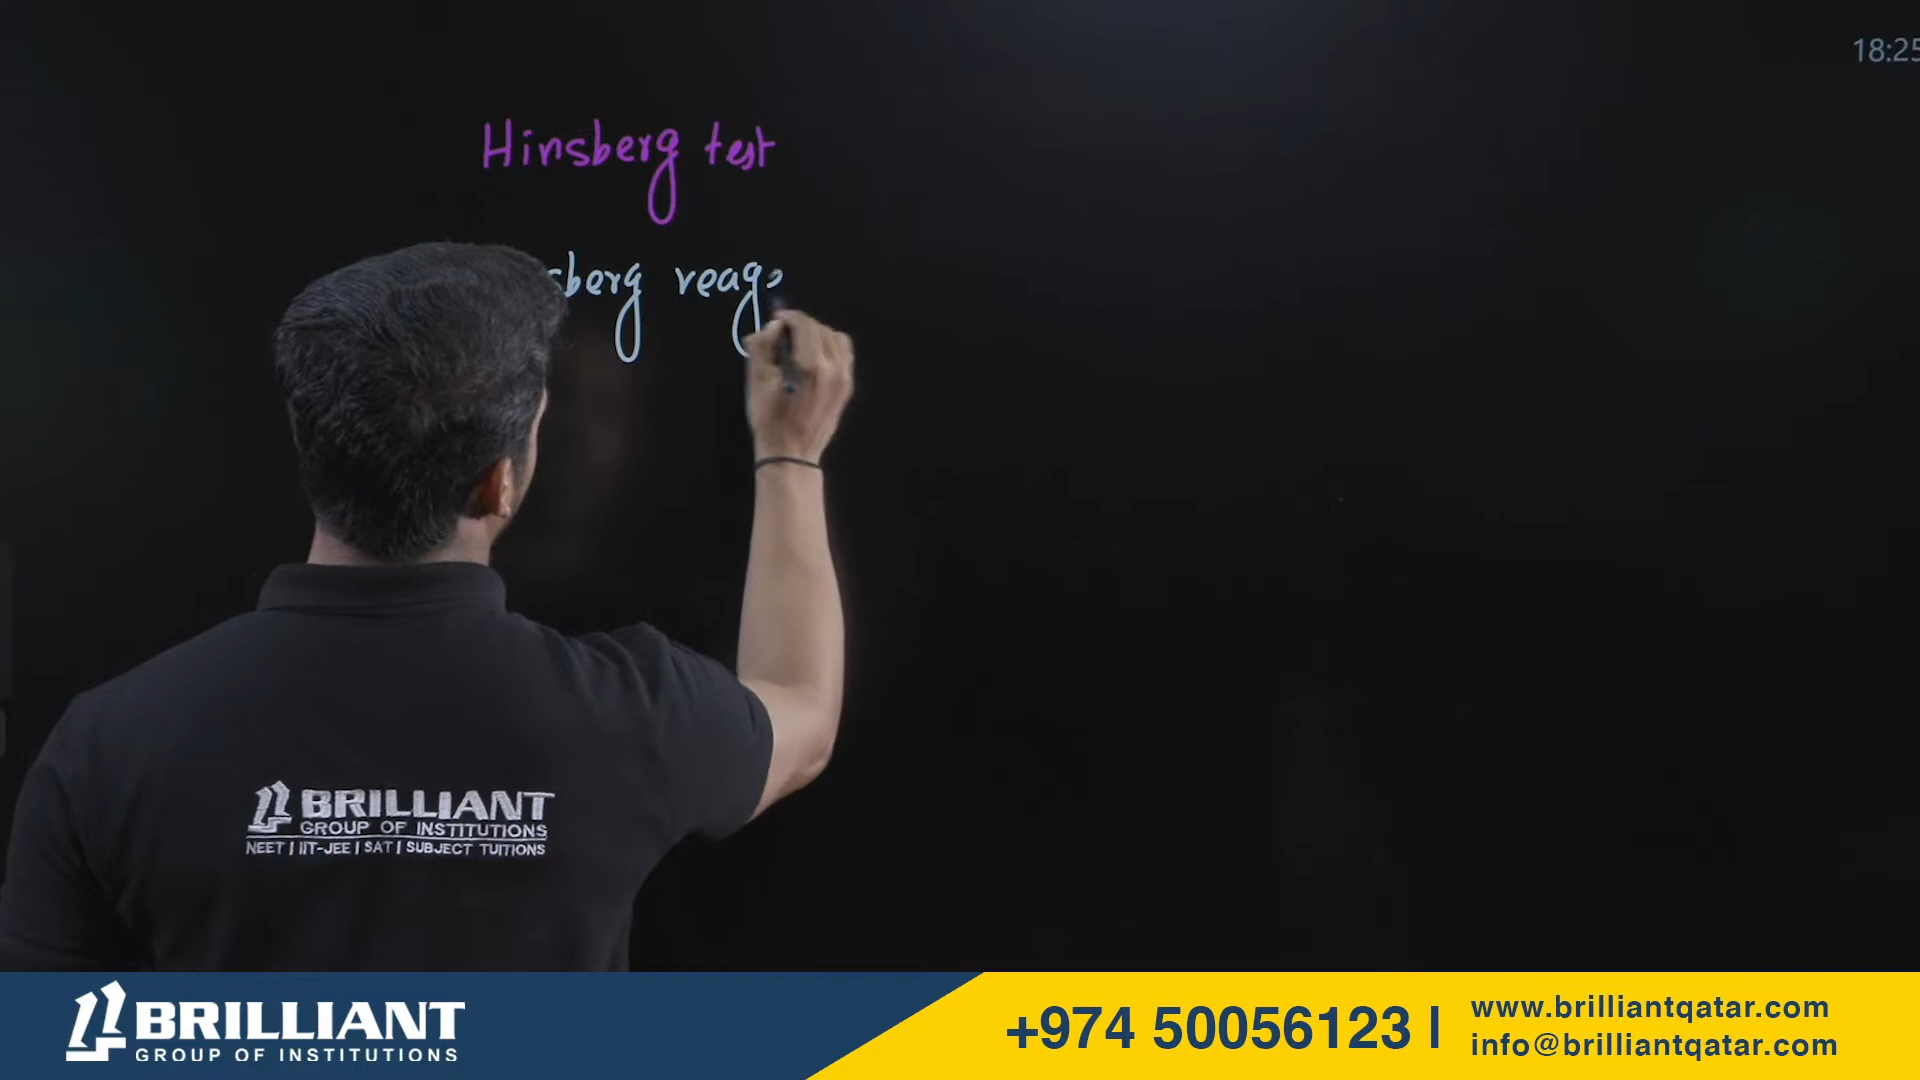 18:25
Hinsberg test
sberg reage
BRILLIANT
GROUP OF INSTITUTIONS
NEET | IIT-JEE | SAT | SUBJECT TUITIONS
BRILLIANT
GROUP OF INSTITUTIONS
+974 50056123 |
www.brilliantqatar.com
info@brilliantqatar.com